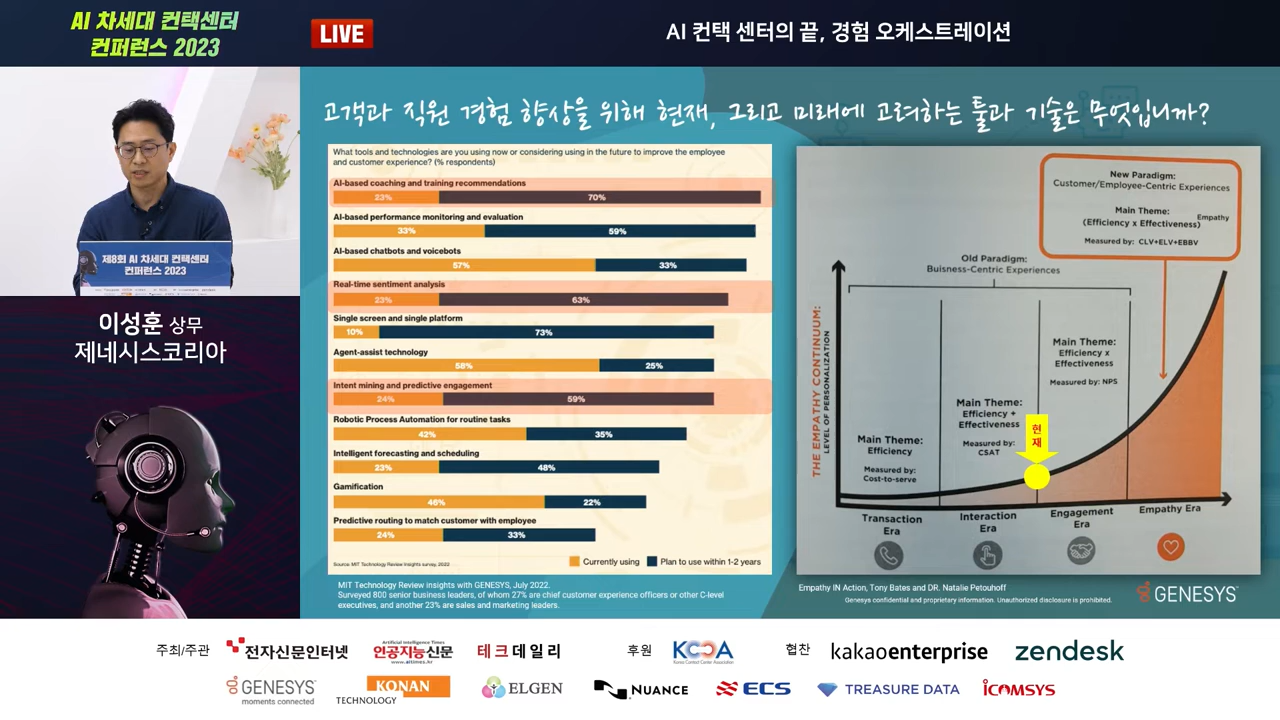 AI 차세대 컨택센터
컨퍼런스 2023
LIVE
AI 컨택 센터의 끝, 경험 오케스트레이션
제8회 AI 차세대 컨택센터
컨퍼런스 2023
이성훈 상무
제네시스코리아
고객과 직원 경험 향상을 위해 현재, 그리고 미래에 고려하는 툴과 기술은 무엇입니까?
What tools and technologies are you using now or considering using in the future to improve the employee
and customer experience? (% respondents)
AI-based coaching and training recommendations
23% 70%
AI-based performance monitoring and evaluation
33% 59%
AI-based chatbots and voicebots
57% 33%
Real-time sentiment analysis
23% 63%
Single screen and single platform
10% 73%
Agent-assist technology
58% 25%
Intent mining and predictive engagement
24% 59%
Robotic Process Automation for routine tasks
42% 35%
Intelligent forecasting and scheduling
23% 48%
Gamification
46% 22%
Predictive routing to match customer with employee
24% 33%
Source: MIT Technology Review Insights survey, 2022
Currently using Plan to use within 1-2 years
MIT Technology Review insights with GENESYS, July 2022.
Surveyed 800 senior business leaders, of whom 27% are chief customer experience officers or other C-level
executives, and another 23% are sales and marketing leaders.
New Paradigm:
Customer/Employee-Centric Experiences
Main Theme:
(Efficiency x Effectiveness) Empathy
Measured by: CLV+ELV+EBBV
Old Paradigm:
Buisness-Centric Experiences
THE EMPATHY CONTINUUM:
LEVEL OF PERSONALIZATION
Main Theme:
Efficiency
Measured by:
Cost-to-serve
Main Theme:
Efficiency +
Effectiveness
Measured by:
CSAT
Main Theme:
Efficiency x
Effectiveness
Measured by: NPS
현
재
Transaction
Era
Interaction
Era
Engagement
Era
Empathy Era
Empathy IN Action, Tony Bates and DR. Natalie Petouhoff
Genesys confidential and proprietary information. Unauthorized disclosure is prohibited.
GENESYS
주최/주관
전자신문인터넷
Artificial Intelligence Times
인공지능신문
www.aitimes.kr
테크데일리
후원
KCCA
Korea Contact Center Association
협찬
kakaoenterprise
zendesk
GENESYS
moments connected
KONAN
TECHNOLOGY
ELGEN
NUANCE
ECS
TREASURE DATA
iCOMSYS